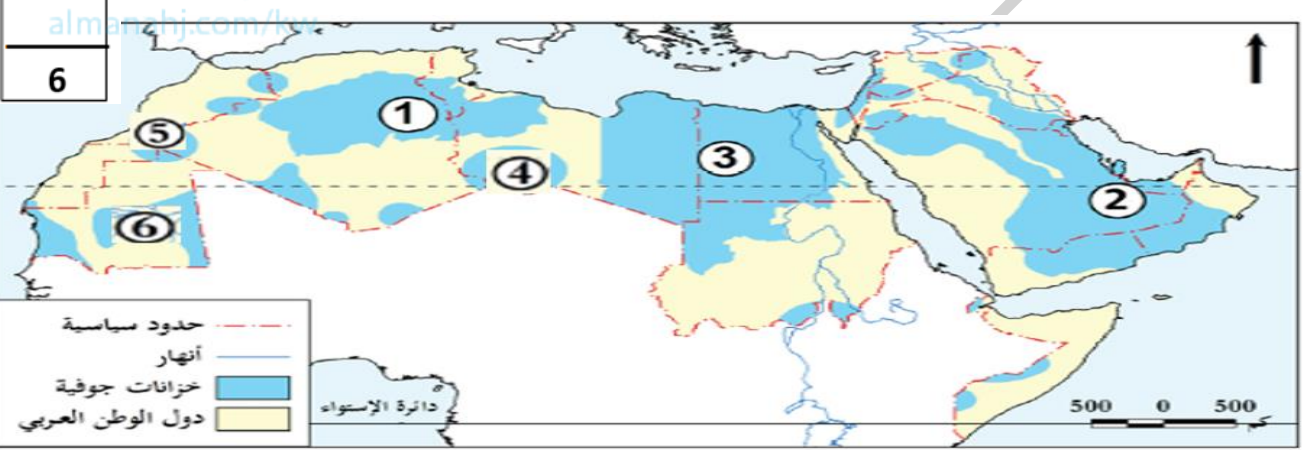 almanahj.com/kw
6
1
5
3
4
2
6
حدود سياسية
أنهار
خزانات جوفية
دول الوطن العربي
دائرة الإستواء
500 0 500
كم